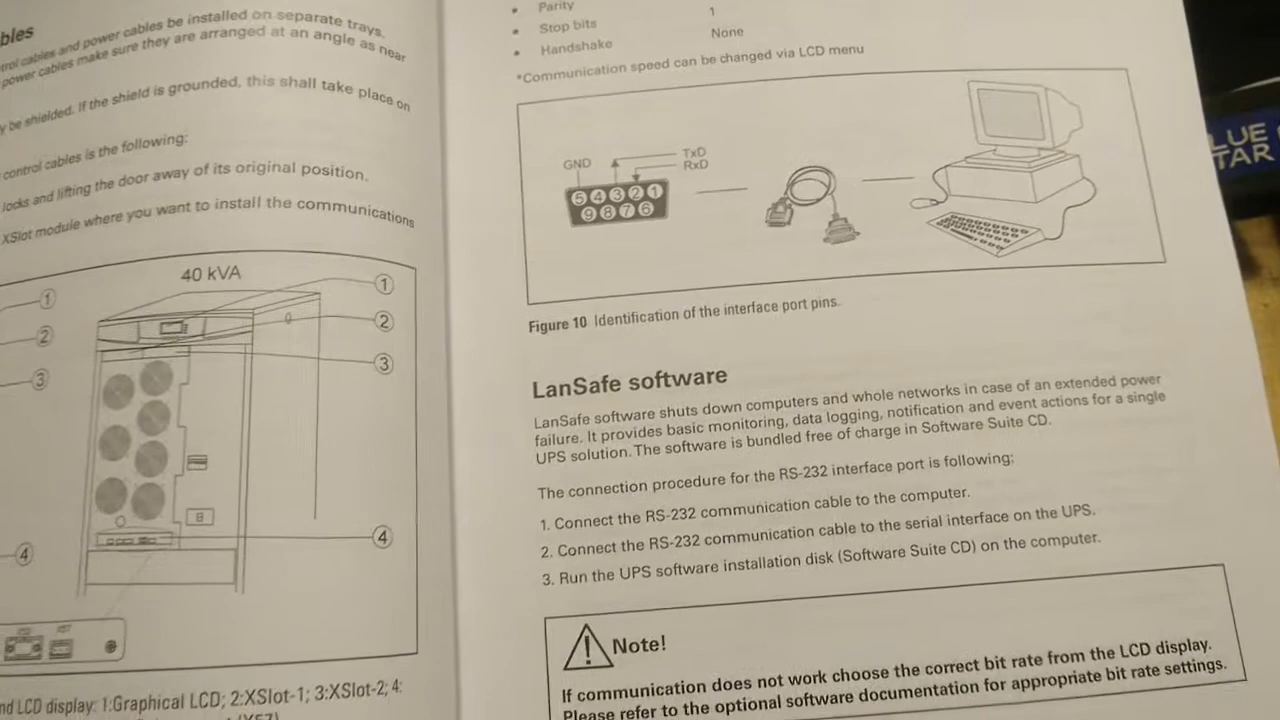 bles
trol cables and power cables be installed on separate trays.
power cables make sure they are arranged at an angle as near
y be shielded. If the shield is grounded, this shall take place on
control cables is the following:
locks and lifting the door away of its original position.
XSlot module where you want to install the communications
40 kVA
1
1
2
2
3
3
4
4
nd LCD display: 1:Graphical LCD; 2:XSlot-1; 3:XSlot-2; 4:
(X57)
• Parity
• Stop bits 1
• Handshake None
*Communication speed can be changed via LCD menu
GND TxD
RxD
5 4 3 2 1
9 8 7 6
Figure 10 Identification of the interface port pins.
LanSafe software
LanSafe software shuts down computers and whole networks in case of an extended power
failure. It provides basic monitoring, data logging, notification and event actions for a single
UPS solution. The software is bundled free of charge in Software Suite CD.
The connection procedure for the RS-232 interface port is following:
1. Connect the RS-232 communication cable to the computer.
2. Connect the RS-232 communication cable to the serial interface on the UPS.
3. Run the UPS software installation disk (Software Suite CD) on the computer.
Note!
If communication does not work choose the correct bit rate from the LCD display.
Please refer to the optional software documentation for appropriate bit rate settings.
LUE
TAR